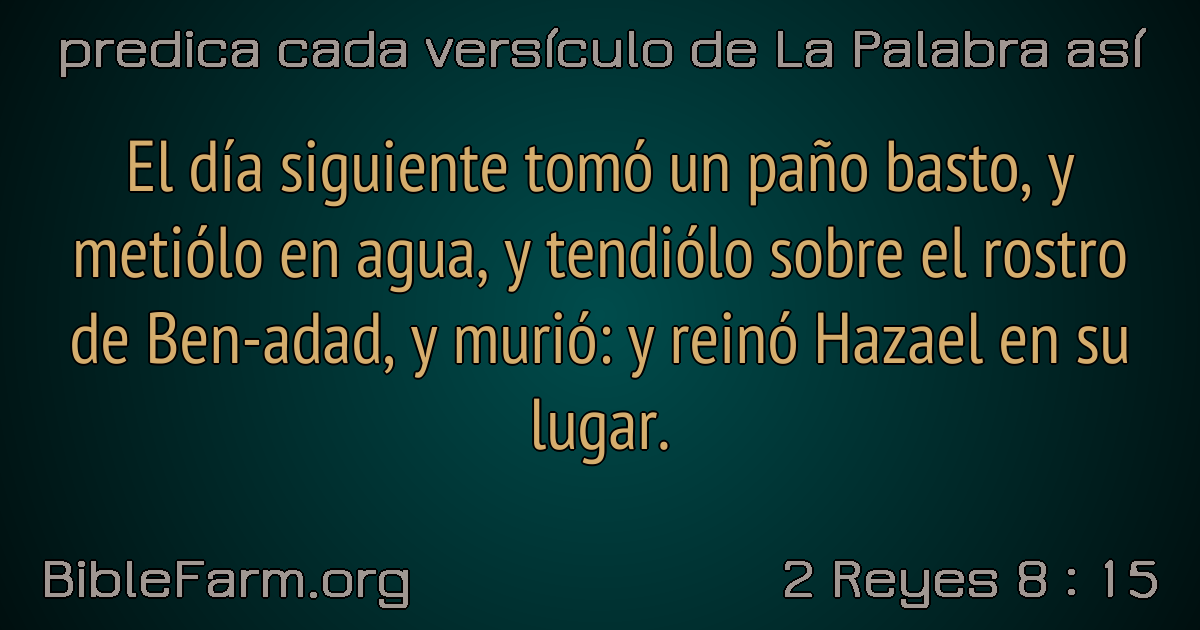 predica cada versículo de La Palabra así
El día siguiente tomó un paño basto, y
metiólo en agua, y tendiólo sobre el rostro
de Ben-adad, y murió: y reinó Hazael en su
lugar.
BibleFarm.org
2 Reyes 8 : 15